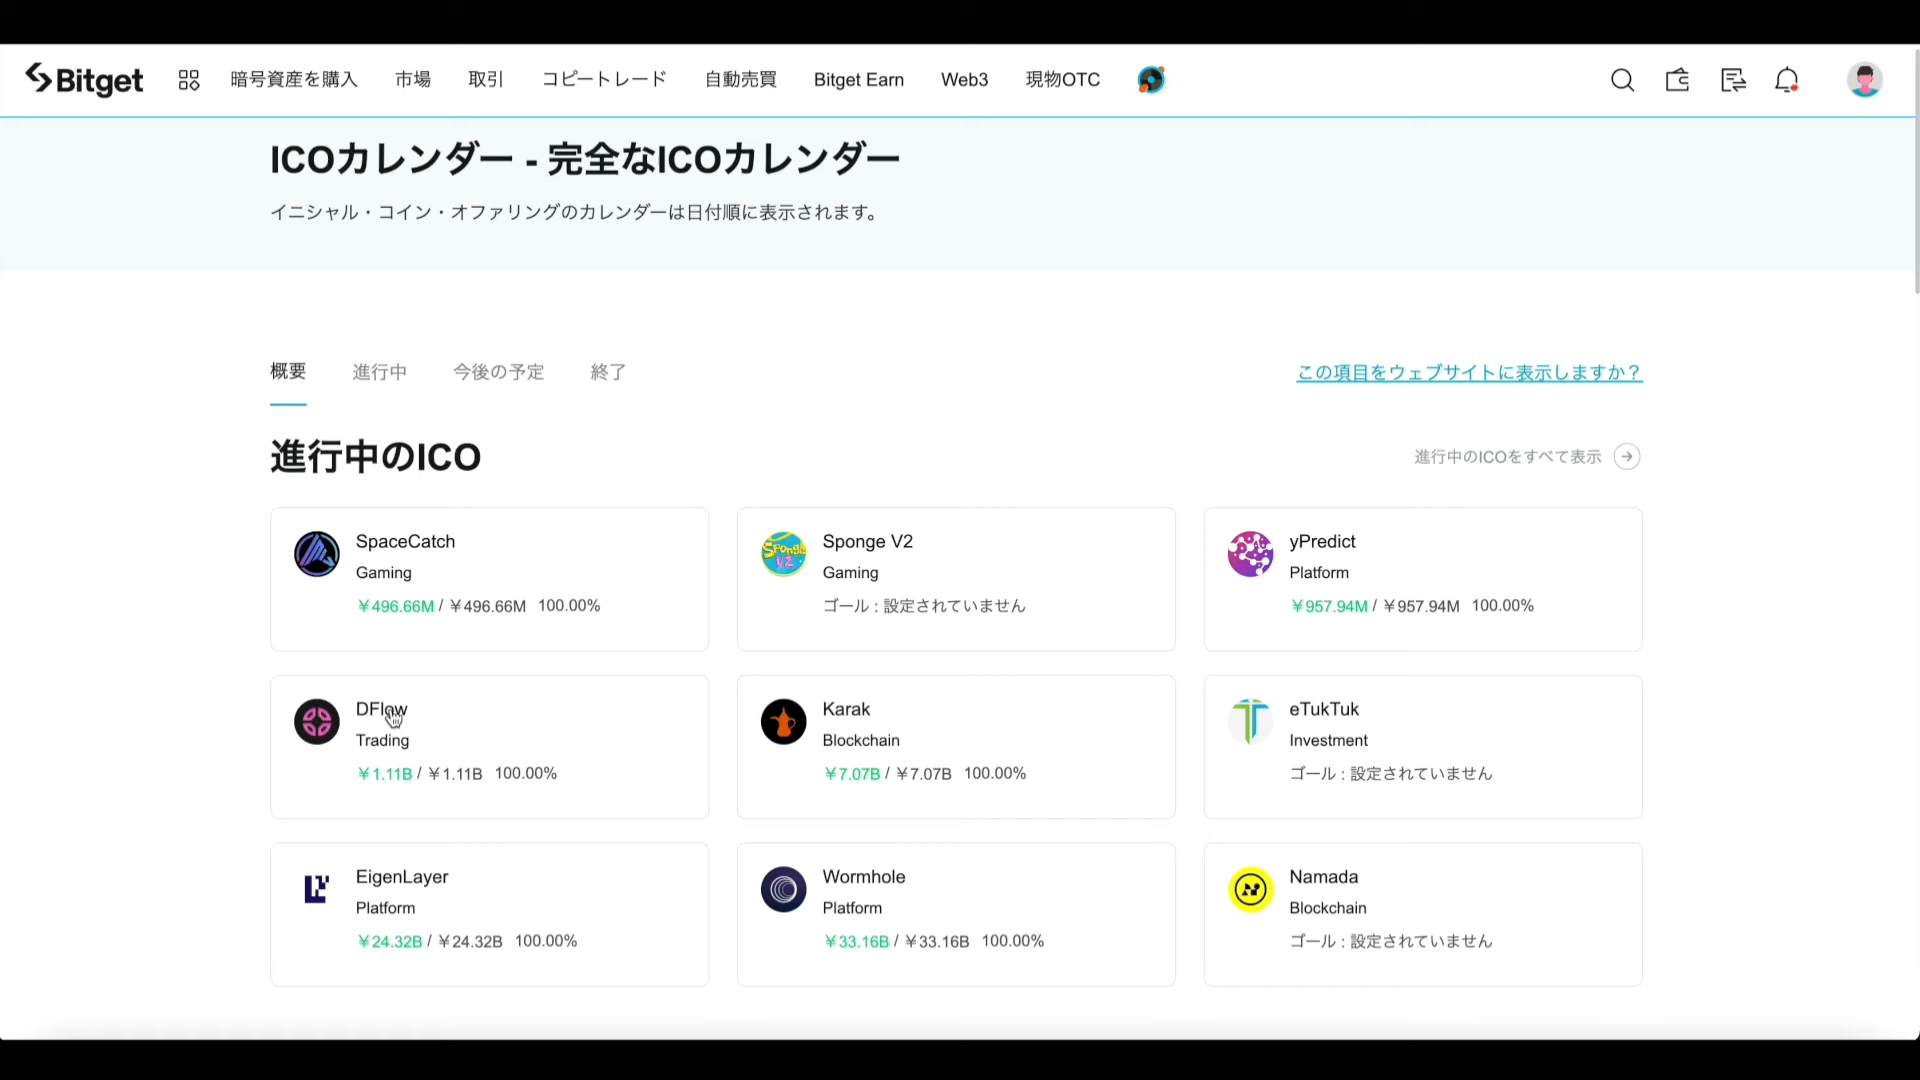 Bitget 暗号資産を購入 市場 取引 コピートレード 自動売買 Bitget Earn Web3 現物OTC
ICOカレンダー - 完全なICOカレンダー
イニシャル・コイン・オファリングのカレンダーは日付順に表示されます。
概要 進行中 今後の予定 終了 この項目をウェブサイトに表示しますか？
進行中のICO 進行中のICOをすべて表示
SpaceCatch
Gaming
￥496.66M / ￥496.66M 100.00%
Sponge V2
Sponge V2
Gaming
ゴール : 設定されていません
yPredict
Platform
￥957.94M / ￥957.94M 100.00%
DFlow
Trading
￥1.11B / ￥1.11B 100.00%
Karak
Blockchain
￥7.07B / ￥7.07B 100.00%
eTukTuk
Investment
ゴール : 設定されていません
EigenLayer
Platform
￥24.32B / ￥24.32B 100.00%
Wormhole
Platform
￥33.16B / ￥33.16B 100.00%
Namada
Blockchain
ゴール : 設定されていません